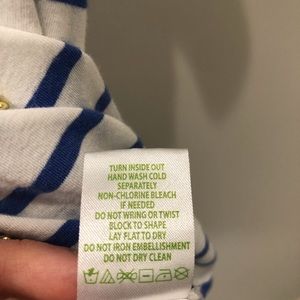 TURN INSIDE OUT
HAND WASH COLD
SEPARATELY
NON-CHLORINE BLEACH
IF NEEDED
DO NOT WRING OR TWIST
BLOCK TO SHAPE
LAY FLAT TO DRY
DO NOT IRON EMBELLISHMENT
DO NOT DRY CLEAN